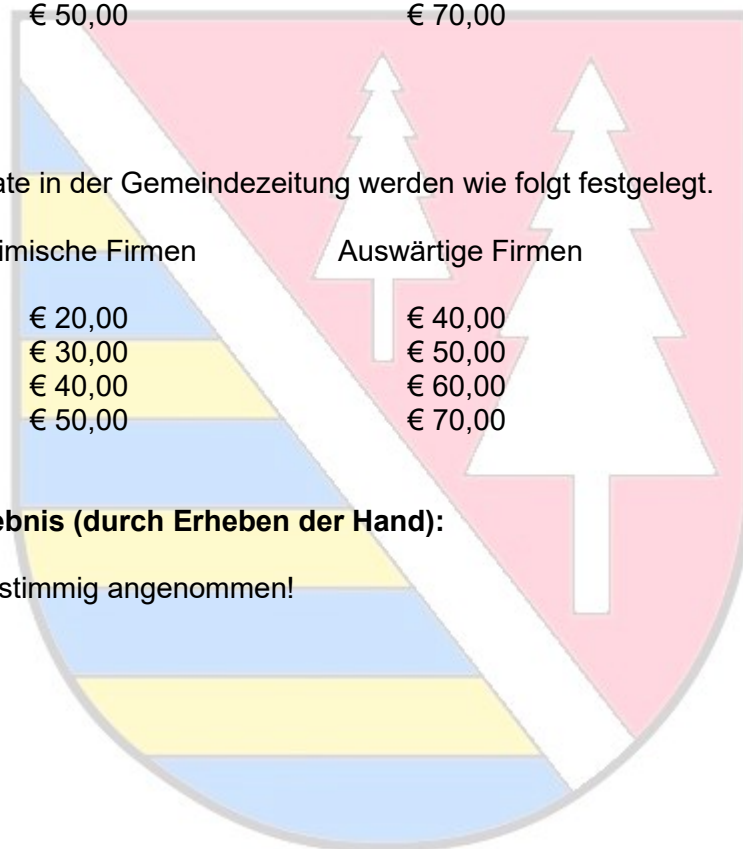 € 50,00 € 70,00
ate in der Gemeindezeitung werden wie folgt festgelegt.
imische Firmen Auswärtige Firmen
€ 20,00 € 40,00
€ 30,00 € 50,00
€ 40,00 € 60,00
€ 50,00 € 70,00
ebnis (durch Erheben der Hand):
stimmig angenommen!